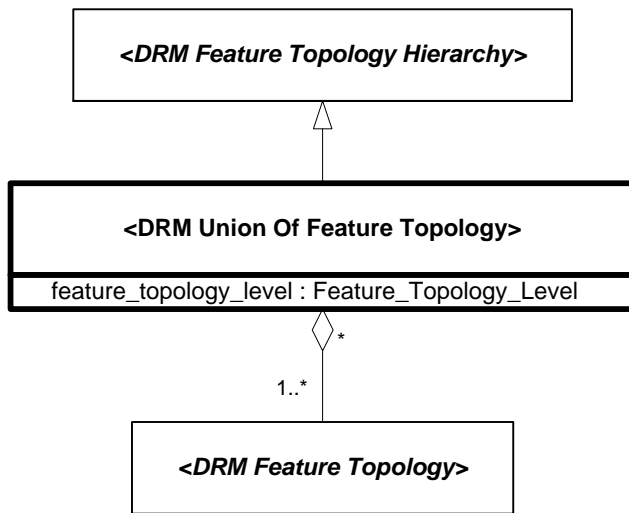 <DRM Feature Topology Hierarchy>
<DRM Union Of Feature Topology>
feature_topology_level : Feature_Topology_Level
*
1..*
<DRM Feature Topology>